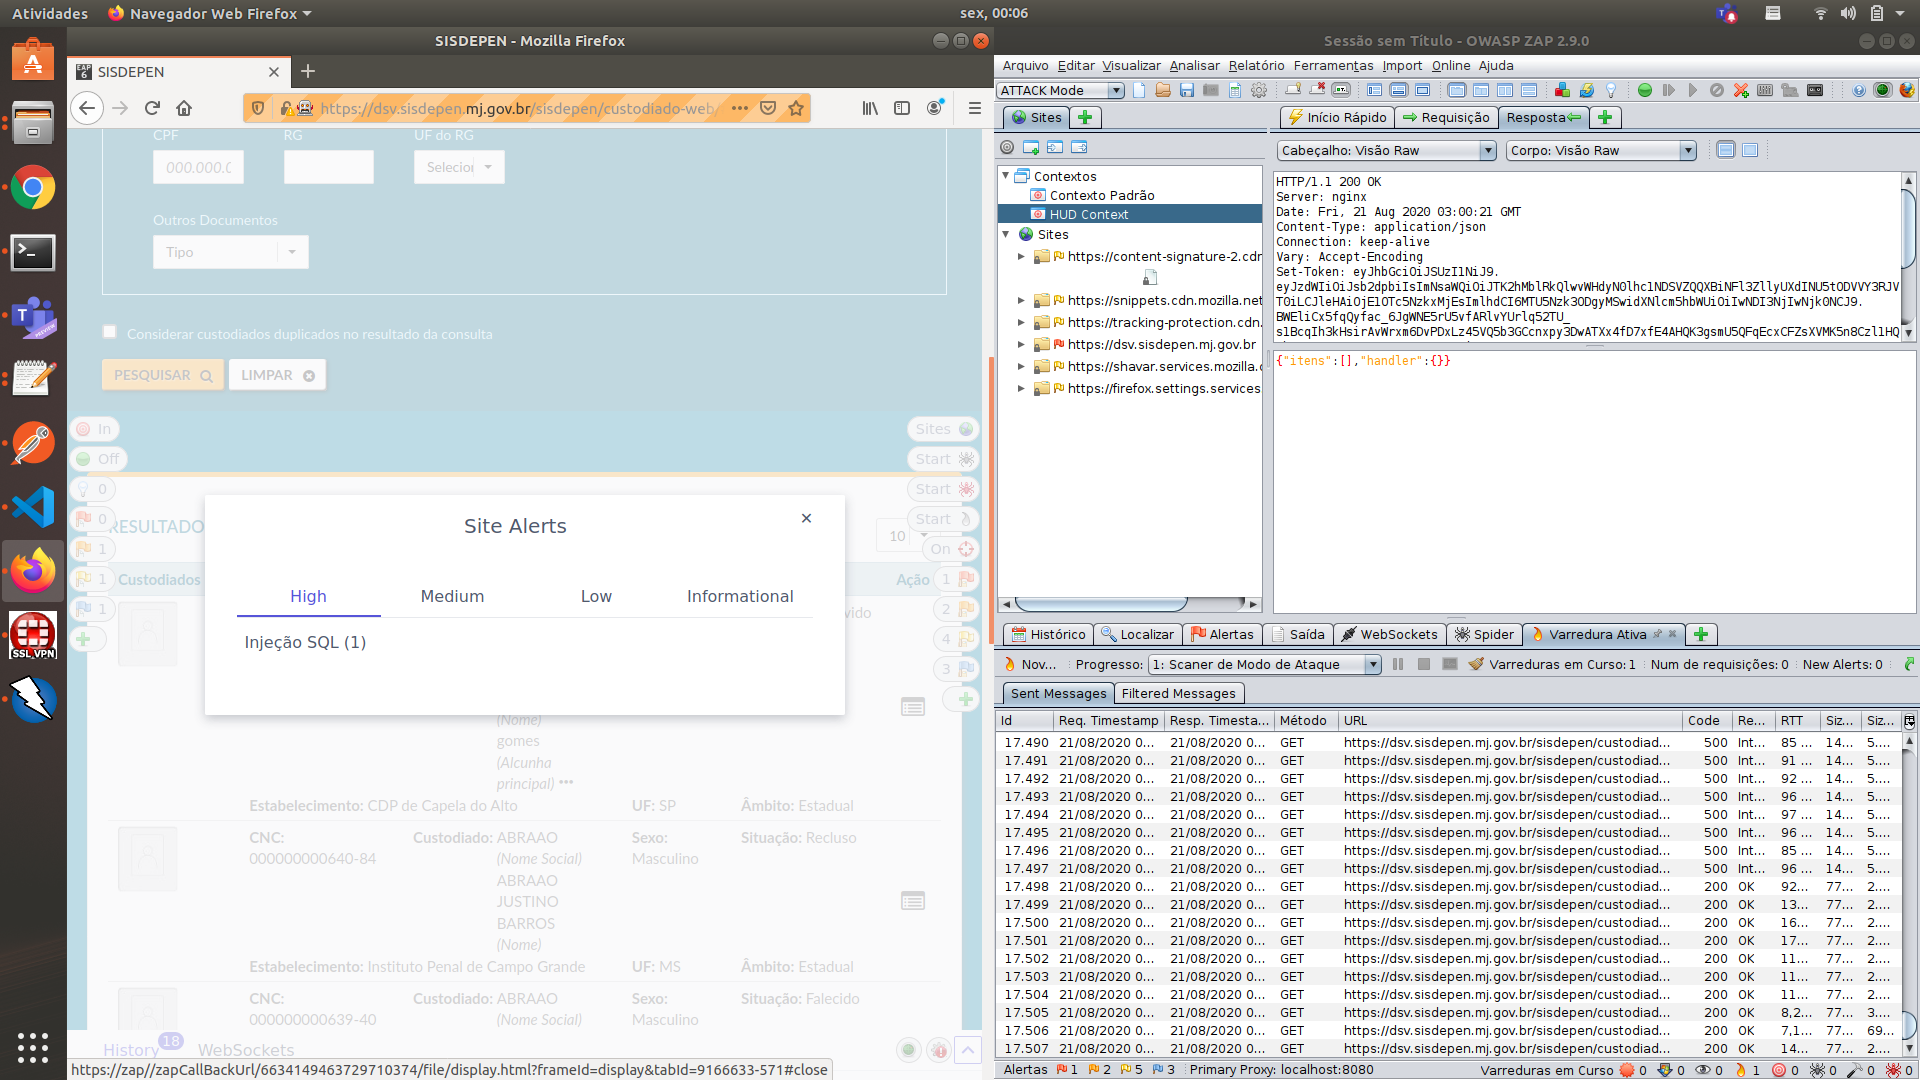 Atividades
Navegador Web Firefox
sex, 00:06
SISDEPEN - Mozilla Firefox
SISDEPEN
https://dsv.sisdepen.mj.gov.br/sisdepen/custodiado-web/
CPF
RG
UF do RG
000.000.0
Selecion
Outros Documentos
Tipo
Considerar custodiados duplicados no resultado da consulta
PESQUISAR
LIMPAR
In
Sites
Off
Start
0
Start
0
RESULTADO
10
Start
1
On
1
Custodiados
Ação
1
1
2
4
3
Site Alerts
High
Medium
Low
Informational
Injeção SQL (1)
(Nome)
gomes
(Alcunha
principal) •••
Estabelecimento: CDP de Capela do Alto
UF: SP
Âmbito: Estadual
CNC:
000000000640-84
Custodiado: ABRAAO
(Nome Social)
ABRAAO
JUSTINO
BARROS
(Nome)
Sexo:
Masculino
Situação: Recluso
Estabelecimento: Instituto Penal de Campo Grande
UF: MS
Âmbito: Estadual
CNC:
000000000639-40
Custodiado: ABRAAO
(Nome Social)
Sexo:
Masculino
Situação: Falecido
History
18
WebSockets
https://zap//zapCallBackUrl/6634149463729710374/file/display.html?frameId=display&tabId=9166633-571#close
Sessão sem Titulo - OWASP ZAP 2.9.0
Arquivo Editar Visualizar Analisar Relatório Ferramentas Import Online Ajuda
ATTACK Mode
Sites
Início Rápido
Requisição
Resposta
Cabeçalho: Visão Raw
Corpo: Visão Raw
Contextos
Contexto Padrão
HUD Context
Sites
https://content-signature-2.cdn
https://snippets.cdn.mozilla.net
https://tracking-protection.cdn.
https://dsv.sisdepen.mj.gov.br
https://shavar.services.mozilla.c
https://firefox.settings.services
HTTP/1.1 200 OK
Server: nginx
Date: Fri, 21 Aug 2020 03:00:21 GMT
Content-Type: application/json
Connection: keep-alive
Vary: Accept-Encoding
{"itens":[],"handler":{}}
Histórico
Localizar
Alertas
Saída
WebSockets
Spider
Varredura Ativa
Nov...
Progresso:
1: Scaner de Modo de Ataque
Varreduras em Curso: 1
Num de requisições: 0
New Alerts: 0
Sent Messages
Filtered Messages
Id Req. Timestamp Resp. Timesta... Método URL Code Re... RTT Siz... Siz...
17.490 21/08/2020 0... 21/08/2020 0... GET https://dsv.sisdepen.mj.gov.br/sisdepen/custodiad... 500 Int... 85 ... 14... 5....
17.491 21/08/2020 0... 21/08/2020 0... GET https://dsv.sisdepen.mj.gov.br/sisdepen/custodiad... 500 Int... 91 ... 14... 5....
17.492 21/08/2020 0... 21/08/2020 0... GET https://dsv.sisdepen.mj.gov.br/sisdepen/custodiad... 500 Int... 92 ... 14... 5....
17.493 21/08/2020 0... 21/08/2020 0... GET https://dsv.sisdepen.mj.gov.br/sisdepen/custodiad... 500 Int... 96 ... 14... 5....
17.494 21/08/2020 0... 21/08/2020 0... GET https://dsv.sisdepen.mj.gov.br/sisdepen/custodiad... 500 Int... 97 ... 14... 5....
17.495 21/08/2020 0... 21/08/2020 0... GET https://dsv.sisdepen.mj.gov.br/sisdepen/custodiad... 500 Int... 96 ... 14... 5....
17.496 21/08/2020 0... 21/08/2020 0... GET https://dsv.sisdepen.mj.gov.br/sisdepen/custodiad... 500 Int... 85 ... 14... 5....
17.497 21/08/2020 0... 21/08/2020 0... GET https://dsv.sisdepen.mj.gov.br/sisdepen/custodiad... 500 Int... 96 ... 14... 5....
17.498 21/08/2020 0... 21/08/2020 0... GET https://dsv.sisdepen.mj.gov.br/sisdepen/custodiad... 200 OK 92... 77... 2....
17.499 21/08/2020 0... 21/08/2020 0... GET https://dsv.sisdepen.mj.gov.br/sisdepen/custodiad... 200 OK 13... 77... 2....
17.500 21/08/2020 0... 21/08/2020 0... GET https://dsv.sisdepen.mj.gov.br/sisdepen/custodiad... 200 OK 16... 77... 2....
17.501 21/08/2020 0... 21/08/2020 0... GET https://dsv.sisdepen.mj.gov.br/sisdepen/custodiad... 200 OK 17... 77... 2....
17.502 21/08/2020 0... 21/08/2020 0... GET https://dsv.sisdepen.mj.gov.br/sisdepen/custodiad... 200 OK 11... 77... 2....
17.503 21/08/2020 0... 21/08/2020 0... GET https://dsv.sisdepen.mj.gov.br/sisdepen/custodiad... 200 OK 11... 77... 2....
17.504 21/08/2020 0... 21/08/2020 0... GET https://dsv.sisdepen.mj.gov.br/sisdepen/custodiad... 200 OK 11... 77... 2....
17.505 21/08/2020 0... 21/08/2020 0... GET https://dsv.sisdepen.mj.gov.br/sisdepen/custodiad... 200 OK 8,2... 77... 3....
17.506 21/08/2020 0... 21/08/2020 0... GET https://dsv.sisdepen.mj.gov.br/sisdepen/custodiad... 200 OK 7,1... 77... 69...
17.507 21/08/2020 0... 21/08/2020 0... GET https://dsv.sisdepen.mj.gov.br/sisdepen/custodiad... 200 OK 14... 77... 2....
Alertas 1 2 5 3 Primary Proxy: localhost:8080
Varreduras em Curso 0 0 0 1 0 0 0 0